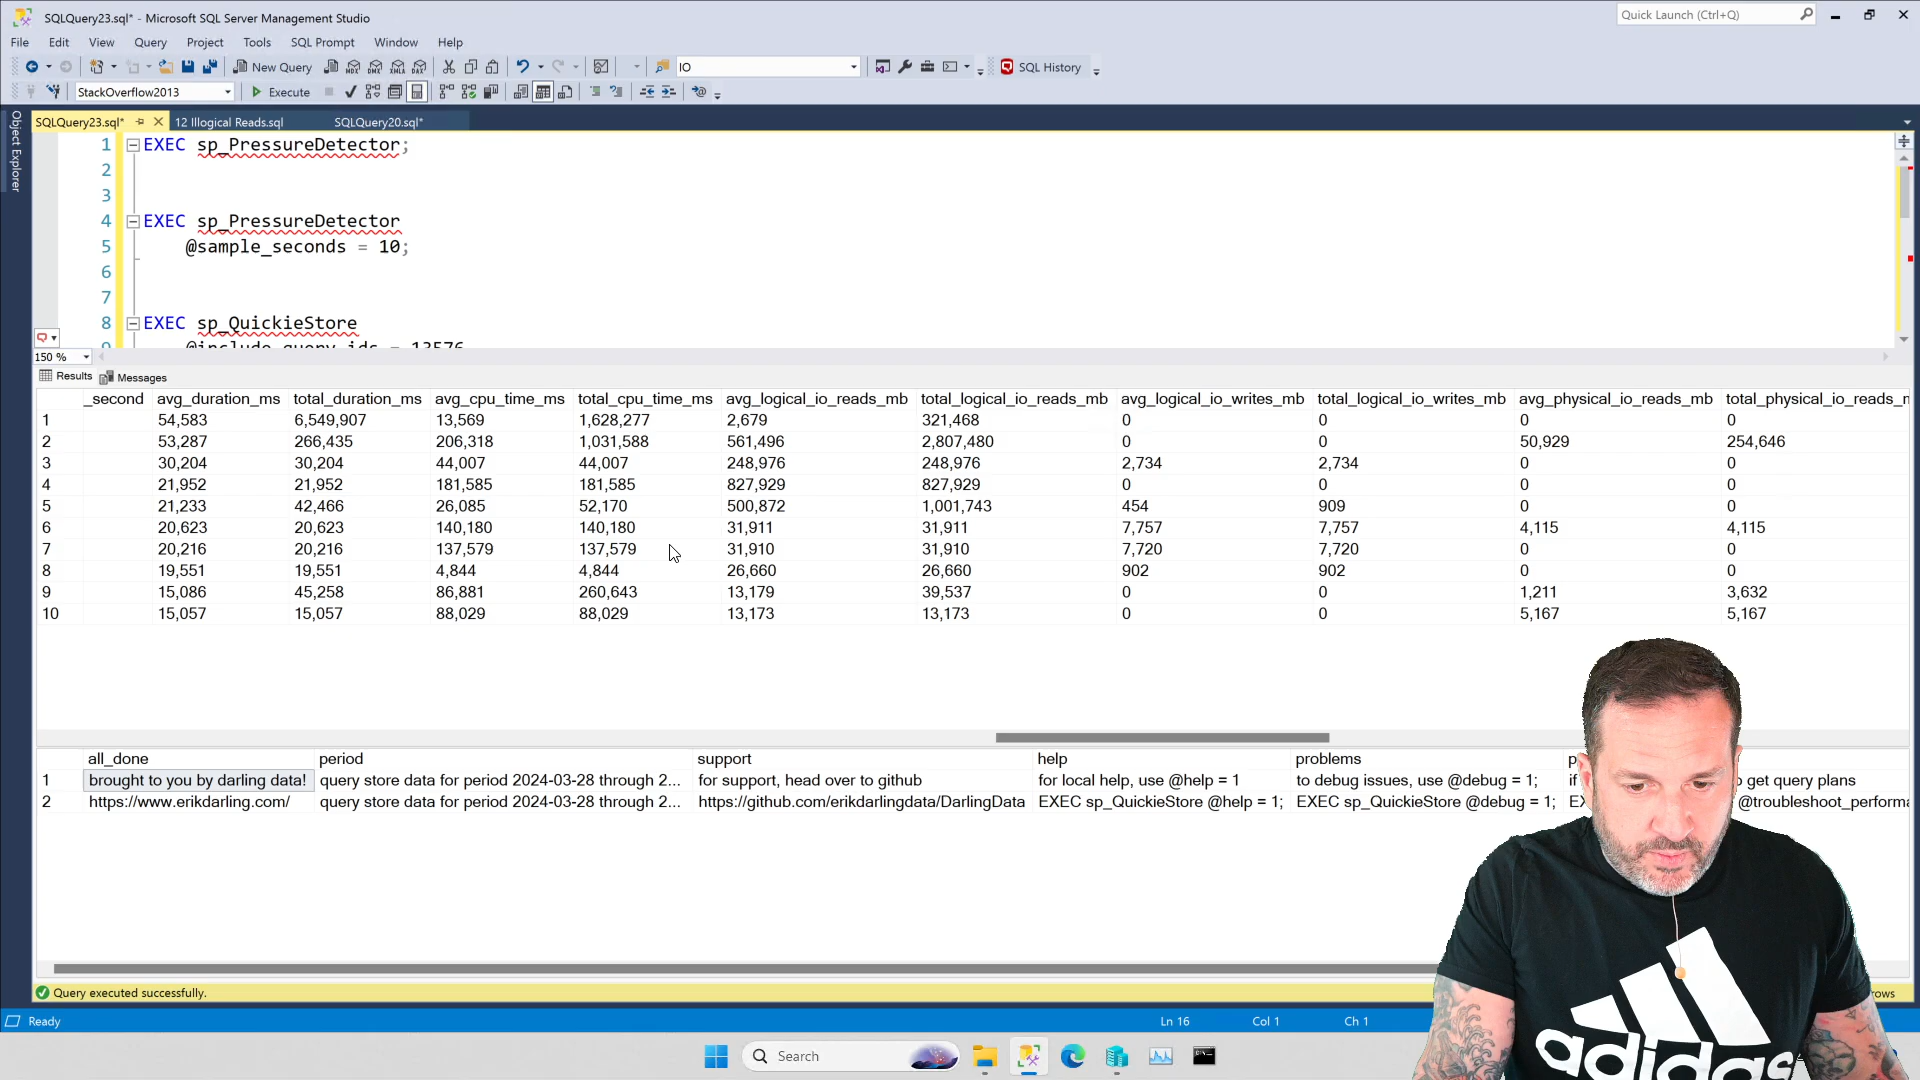 SQLQuery23.sql* - Microsoft SQL Server Management Studio
Quick Launch (Ctrl+Q)
File Edit View Query Project Tools SQL Prompt Window Help
New Query MDX DMX XMLA DAX IO SQL History
StackOverflow2013 Execute
SQLQuery23.sql* 12 Illogical Reads.sql SQLQuery20.sql*
Object Explorer
1 EXEC sp_PressureDetector;
2
3
4 EXEC sp_PressureDetector
5 @sample_seconds = 10;
6
7
8 EXEC sp_QuickieStore
9 @include_query_ids = 13576
150 %
Results Messages
_second avg_duration_ms total_duration_ms avg_cpu_time_ms total_cpu_time_ms avg_logical_io_reads_mb total_logical_io_reads_mb avg_logical_io_writes_mb total_logical_io_writes_mb avg_physical_io_reads_mb total_physical_io_reads_m
1 54,583 6,549,907 13,569 1,628,277 2,679 321,468 0 0 0 0
2 53,287 266,435 206,318 1,031,588 561,496 2,807,480 0 0 50,929 254,646
3 30,204 30,204 44,007 44,007 248,976 248,976 2,734 2,734 0 0
4 21,952 21,952 181,585 181,585 827,929 827,929 0 0 0 0
5 21,233 42,466 26,085 52,170 500,872 1,001,743 454 909 0 0
6 20,623 20,623 140,180 140,180 31,911 31,911 7,757 7,757 4,115 4,115
7 20,216 20,216 137,579 137,579 31,910 31,910 7,720 7,720 0 0
8 19,551 19,551 4,844 4,844 26,660 26,660 902 902 0 0
9 15,086 45,258 86,881 260,643 13,179 39,537 0 0 1,211 3,632
10 15,057 15,057 88,029 88,029 13,173 13,173 0 0 5,167 5,167
all_done period support help problems p
1 brought to you by darling data! query store data for period 2024-03-28 through 2... for support, head over to github for local help, use @help = 1 to debug issues, use @debug = 1; if get query plans
2 https://www.erikdarling.com/ query store data for period 2024-03-28 through 2... https://github.com/erikdarlingdata/DarlingData EXEC sp_QuickieStore @help = 1; EXEC sp_QuickieStore @debug = 1; EX @troubleshoot_performa
Query executed successfully. rows
Ready Ln 16 Col 1 Ch 1
Search
adidas